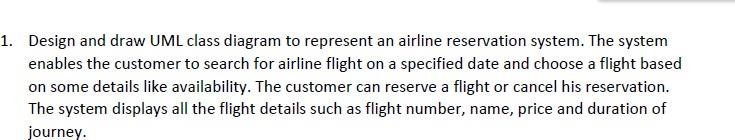 1. Design and draw UML class diagram to represent an airline reservation system. The system
enables the customer to search for airline flight on a specified date and choose a flight based
on some details like availability. The customer can reserve a flight or cancel his reservation.
The system displays all the flight details such as flight number, name, price and duration of
journey.